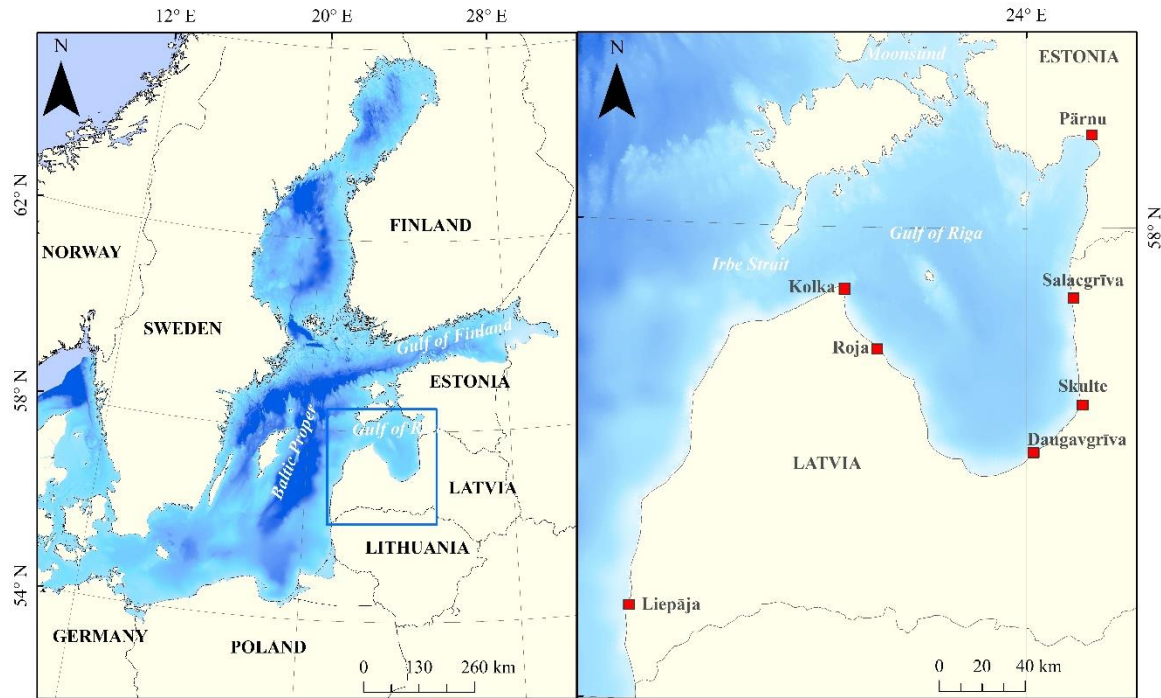 12° E
20° E
28° E
N
62° N
58° N
54° N
NORWAY
SWEDEN
FINLAND
Gulf of Finland
ESTONIA
Gulf of Riga
Baltic Proper
LATVIA
LITHUANIA
GERMANY
POLAND
0 130 260 km
24° E
N
Moonsund
ESTONIA
Pärnu
58° N
Gulf of Riga
Irbe Strait
Kolka
Salacgrīva
Roja
Skulte
Daugavgrīva
LATVIA
Liepāja
0 20 40 km